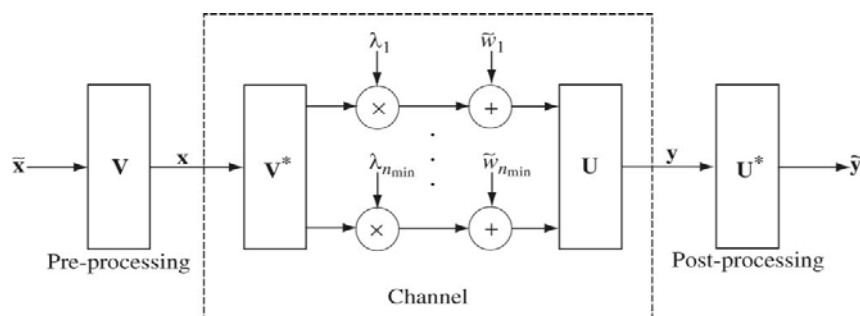 λ₁ w̃₁
x̃ V x V* × + U y U* ỹ
λₙₘᵢₙ w̃ₙₘᵢₙ
× +
Pre-processing Post-processing
Channel